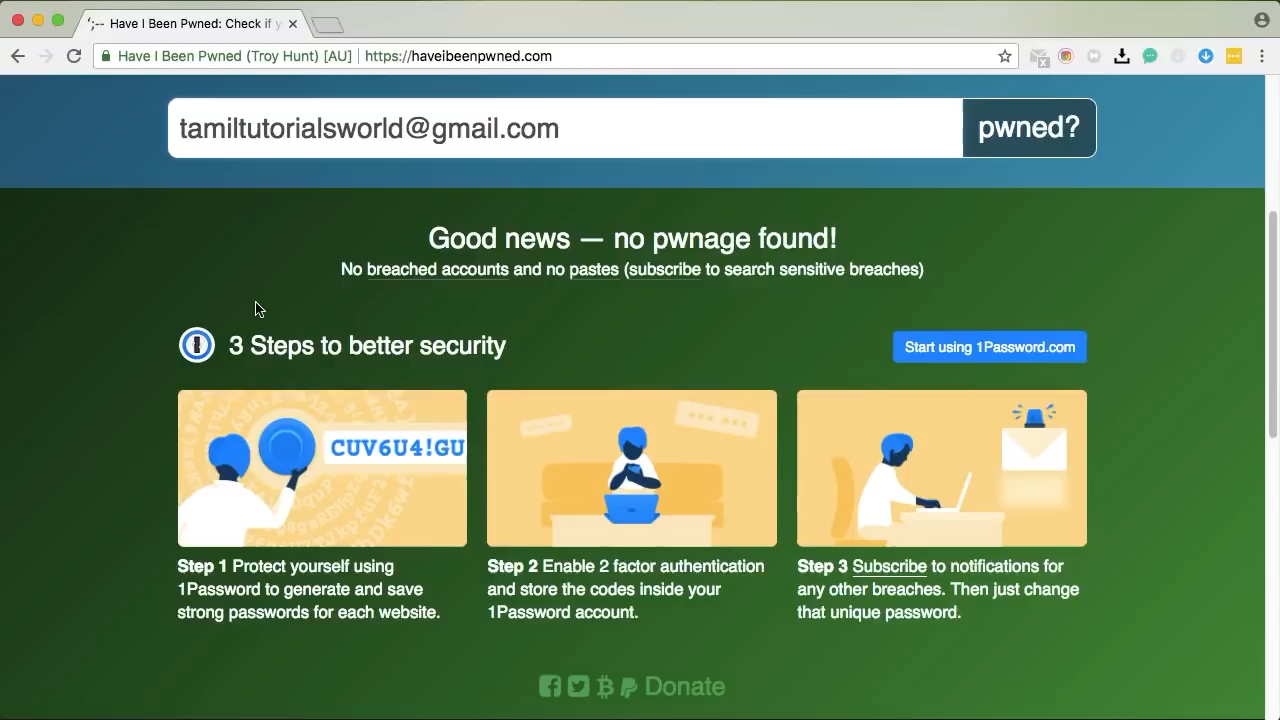 ';-- Have I Been Pwned: Check if y
Have I Been Pwned (Troy Hunt) [AU] https://haveibeenpwned.com
tamiltutorialsworld@gmail.com pwned?
Good news — no pwnage found!
No breached accounts and no pastes (subscribe to search sensitive breaches)
3 Steps to better security
Start using 1Password.com
CUV6U4!GU
Step 1 Protect yourself using
1Password to generate and save
strong passwords for each website.
Step 2 Enable 2 factor authentication
and store the codes inside your
1Password account.
Step 3 Subscribe to notifications for
any other breaches. Then just change
that unique password.
Donate